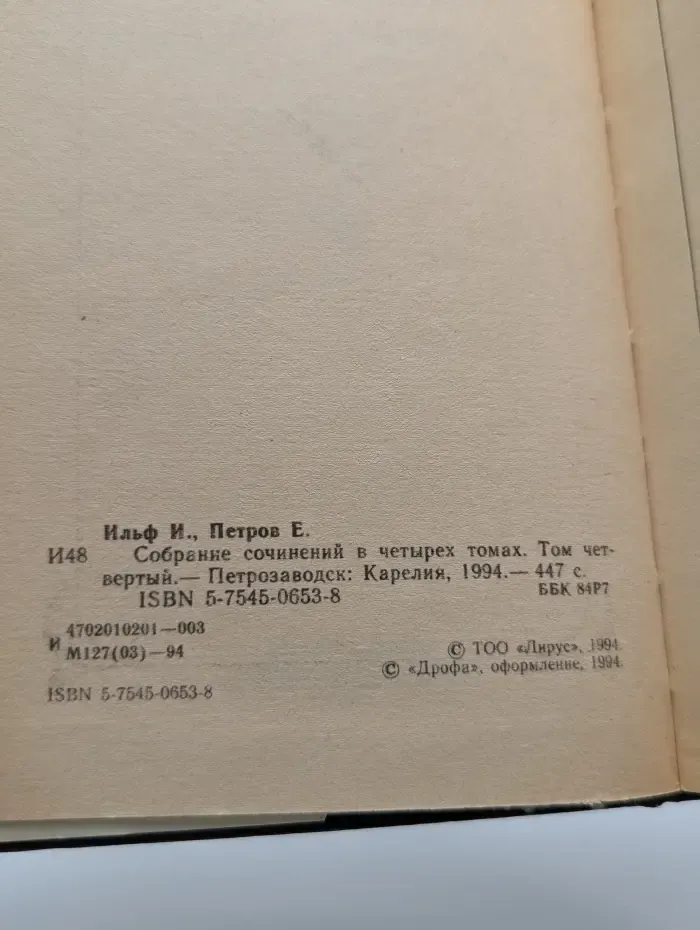 Ильф И., Петров Е.
И48 Собрание сочинений в четырех томах. Том чет-
вертый.— Петрозаводск: Карелия, 1994.— 447 с.
ISBN 5-7545-0653-8
ББК 84Р7
И 4702010201—003
М127(03)—94
© ТОО «Лирус», 1994.
© «Дрофа», оформление, 1994.
ISBN 5-7545-0653-8